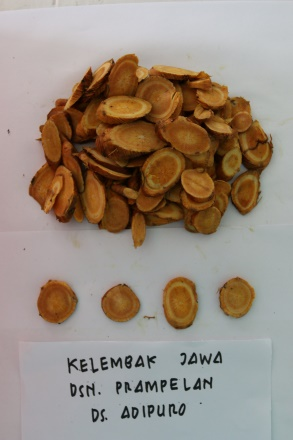 KELEMBAK JAWA
DSN. PRAMPELAN
DS. ADIPURO